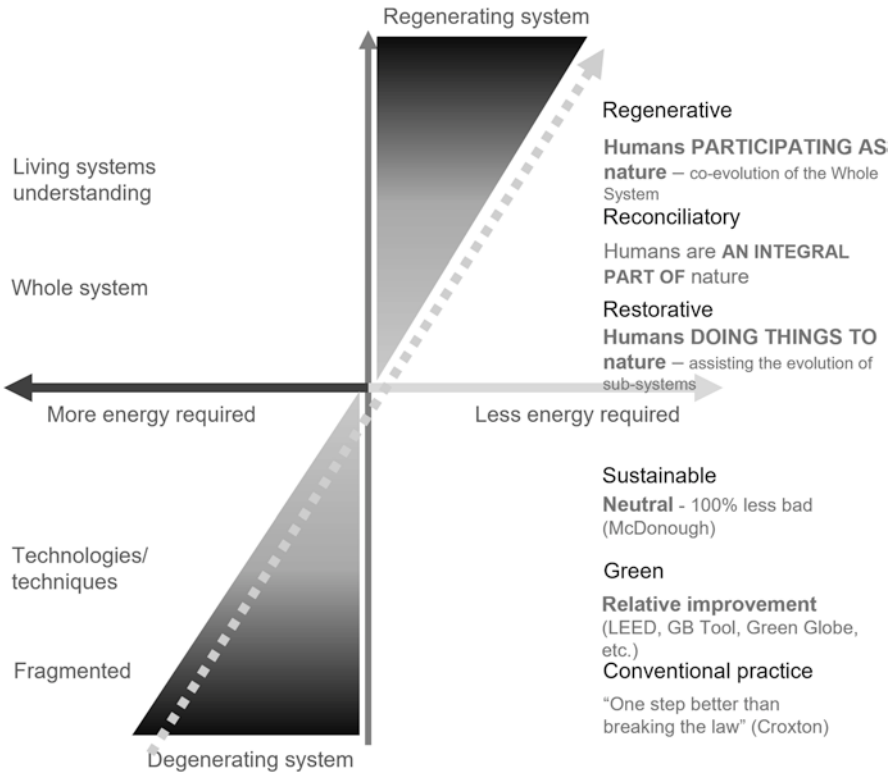 Regenerating system
Living systems
understanding
Whole system
More energy required
Less energy required
Technologies/
techniques
Fragmented
Degenerating system
Regenerative
Humans PARTICIPATING AS
nature – co-evolution of the Whole
System
Reconciliatory
Humans are AN INTEGRAL
PART OF nature
Restorative
Humans DOING THINGS TO
nature – assisting the evolution of
sub-systems
Sustainable
Neutral - 100% less bad
(McDonough)
Green
Relative improvement
(LEED, GB Tool, Green Globe,
etc.)
Conventional practice
“One step better than
breaking the law” (Croxton)